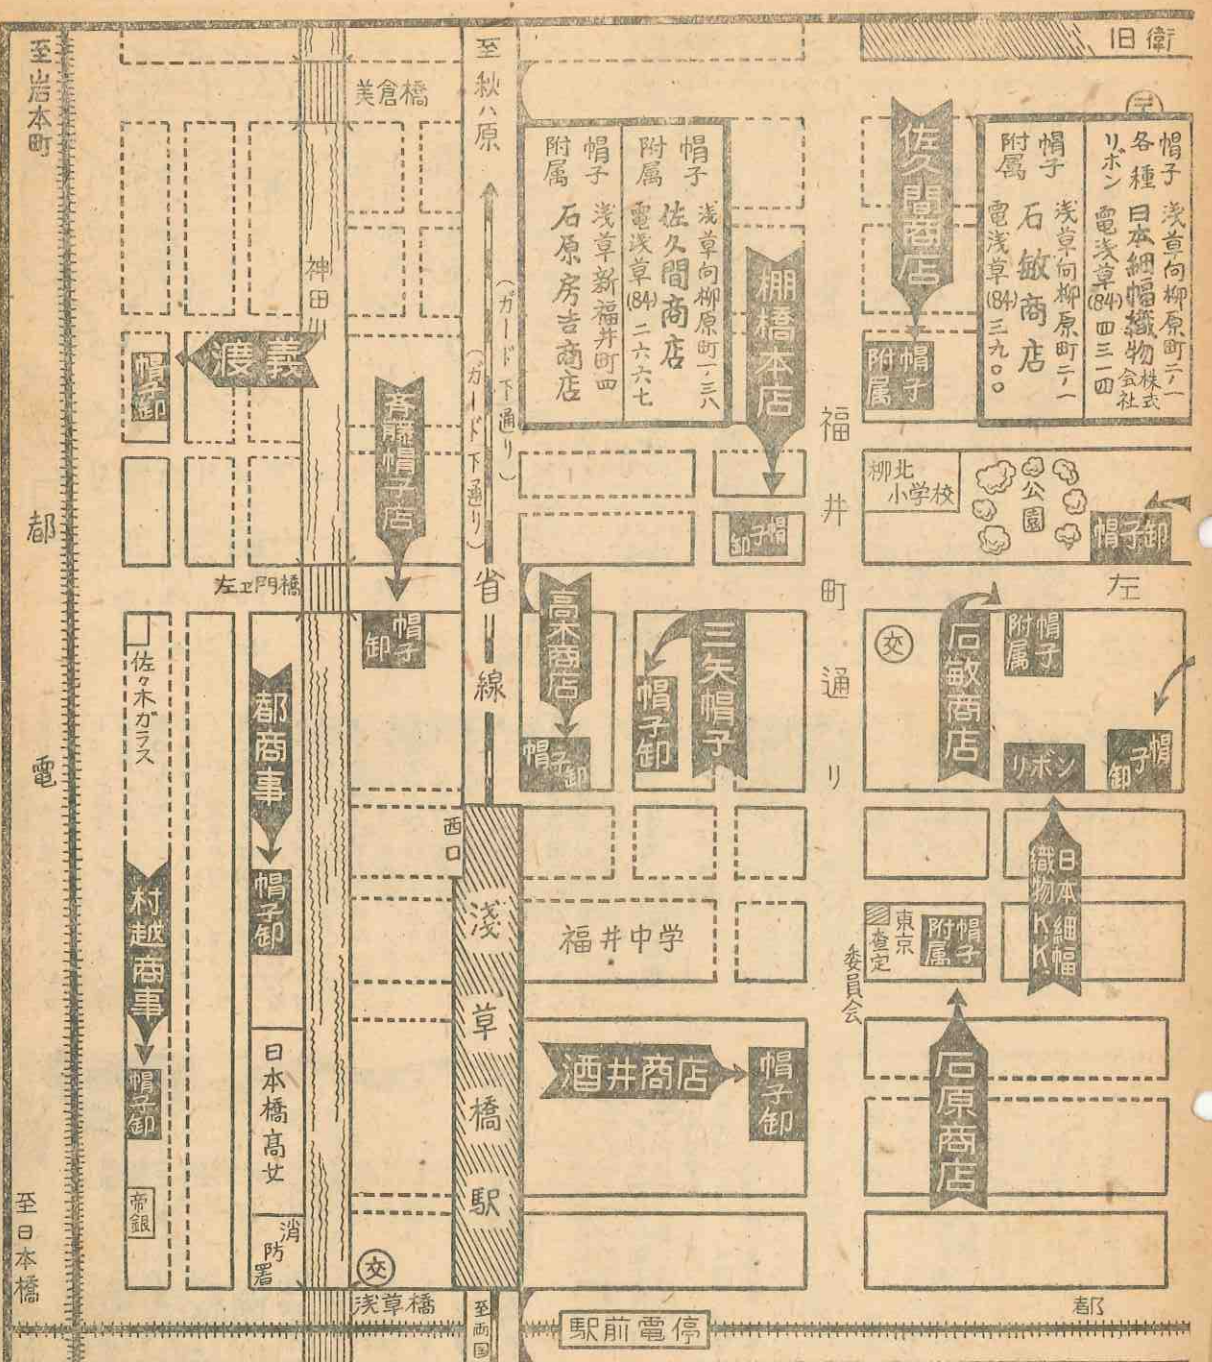 旧衛
〒
至岩本町
美倉橋
至秋ハ原
帽子 浅草向柳原町二ノ一
各種 日本細幅織物株式会社
リボン 電浅草(84)四三一四
帽子 浅草向柳原町二ノ一
附属 石敏商店
電浅草(84)三九〇〇
佐久間商店
帽子附属
浅草向柳原町一ノ三八
帽子 佐久間商店
附属 電浅草(84)二六六七
帽子 浅草新福井町四
附属 石原房吉商店
棚橋本店
帽子卸
神田川
渡義
帽子卸
斉藤帽子店
帽子卸
(ガード下通り)
(ガード下通り)
省線
福井町通り
柳北小学校
公園
帽子卸
左
左ヱ門橋
高木商店
帽子卸
三矢帽子
帽子卸
交
石敏商店
帽子附属
リボン
帽子卸
日本細幅織物K.K.
都電
佐々木ガラス
都商事
帽子卸
村越商事
帽子卸
帝銀
日本橋高女
消防署
西口
淺草橋駅
福井中学
東京査定委員会
帽子附属
酒井商店
帽子卸
石原商店
至日本橋
交
浅草橋
至両国
駅前電停
都